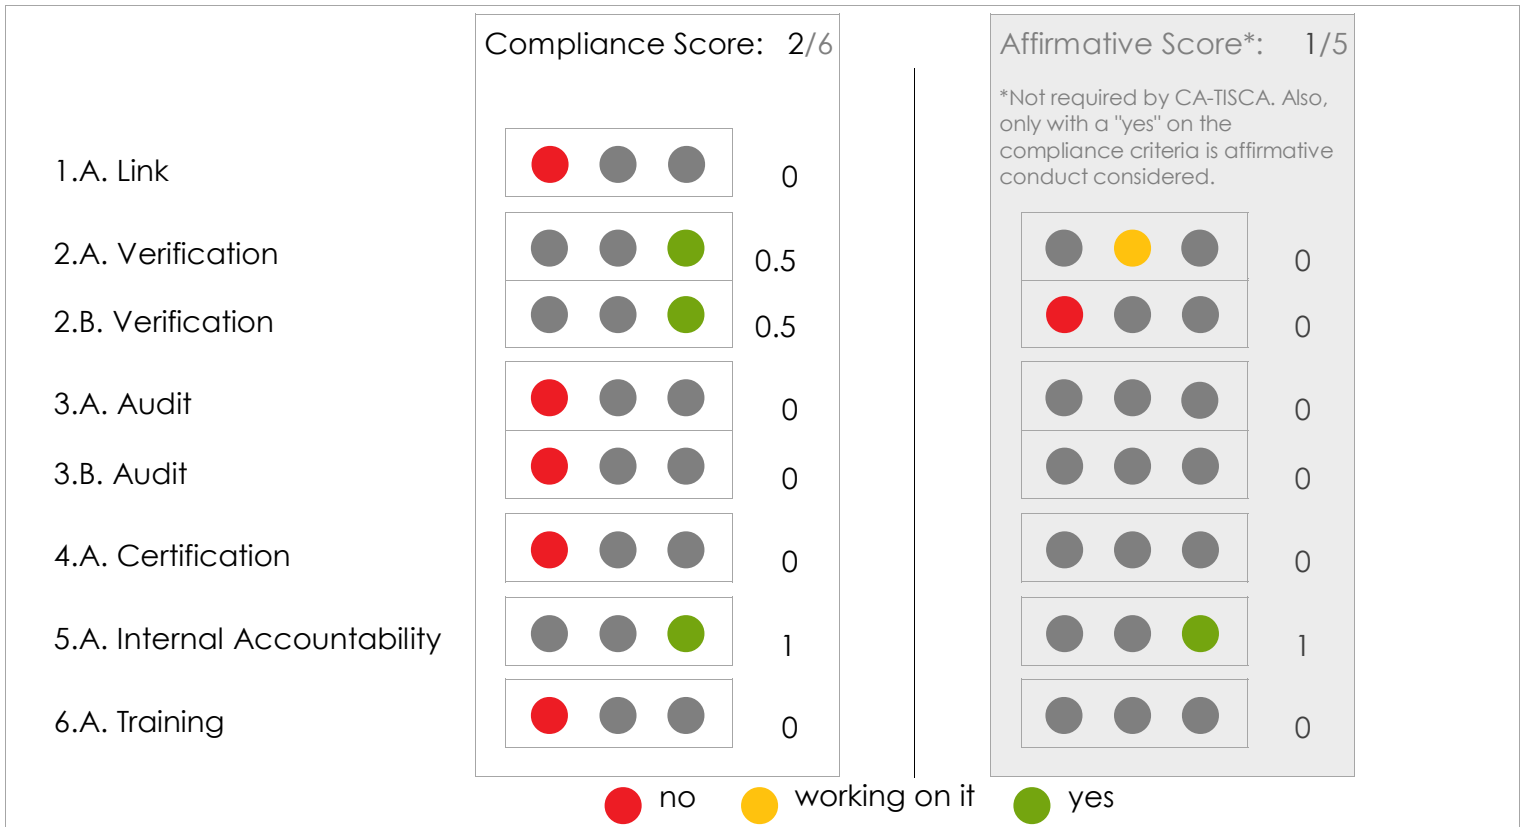 Compliance Score: 2/6
Affirmative Score*: 1/5
*Not required by CA-TISCA. Also,
only with a "yes" on the
compliance criteria is affirmative
conduct considered.
1.A. Link 0
2.A. Verification 0.5 0
2.B. Verification 0.5 0
3.A. Audit 0 0
3.B. Audit 0 0
4.A. Certification 0 0
5.A. Internal Accountability 1 1
6.A. Training 0 0
no working on it yes